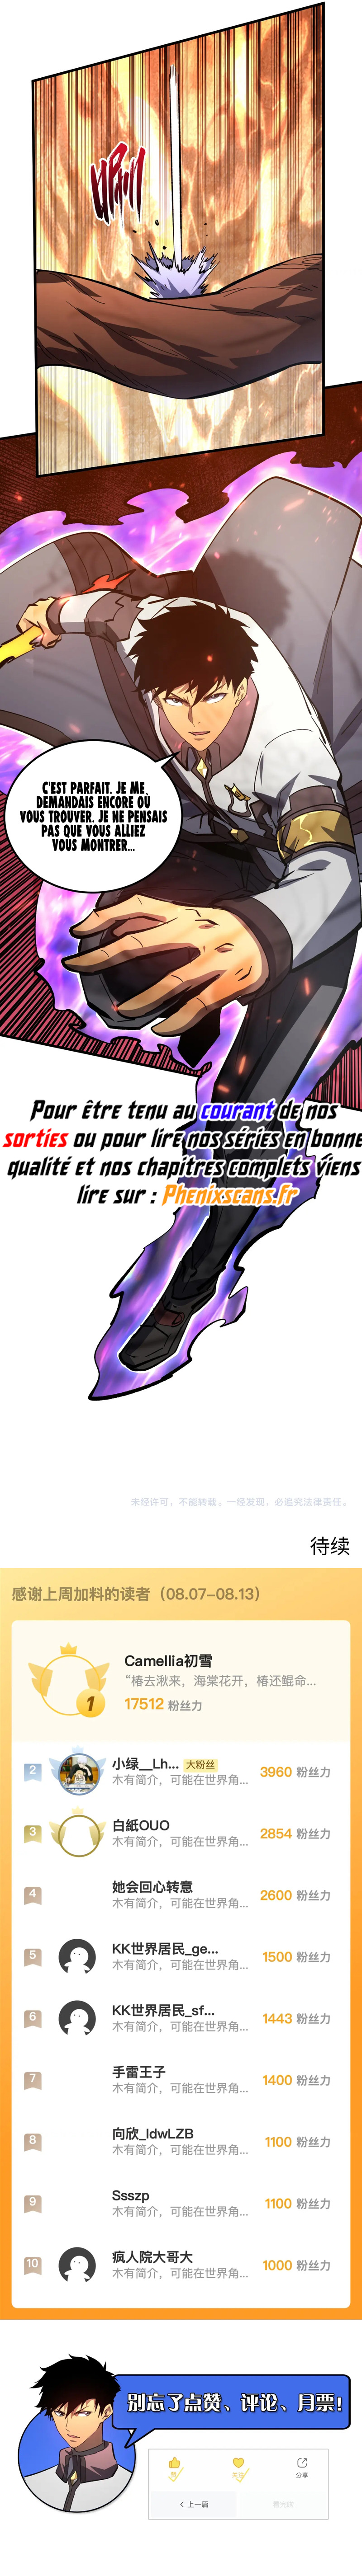 C'EST PARFAIT. JE ME
DEMANDAIS ENCORE OÙ
VOUS TROUVER. JE NE PENSAIS
PAS QUE VOUS ALLIEZ
VOUS MONTRER...
Pour être tenu au courant de nos
sorties ou pour lire nos séries en bonne
qualité et nos chapitres complets viens
lire sur : Phenixscans.fr
未经许可，不能转载，一经发现，必追究法律责任。
待续
感谢上周加料的读者（08.07-08.13）
1
Camellia初雪
“椿去湫来，海棠花开，椿还鲲命...
17512 粉丝力
2
小绿__Lh... 大粉丝
木有简介，可能在世界角...
3960 粉丝力
3
白紙OUO
木有简介，可能在世界角...
2854 粉丝力
4
她会回心转意
木有简介，可能在世界角...
2600 粉丝力
5
KK世界居民_ge...
木有简介，可能在世界角...
1500 粉丝力
6
KK世界居民_sf...
木有简介，可能在世界角...
1443 粉丝力
7
手雷王子
木有简介，可能在世界角...
1400 粉丝力
8
向欣_ldwLZB
木有简介，可能在世界角...
1100 粉丝力
9
Ssszp
木有简介，可能在世界角...
1100 粉丝力
10
疯人院大哥大
木有简介，可能在世界角...
1000 粉丝力
别忘了点赞、评论、月票！
分享
上一篇